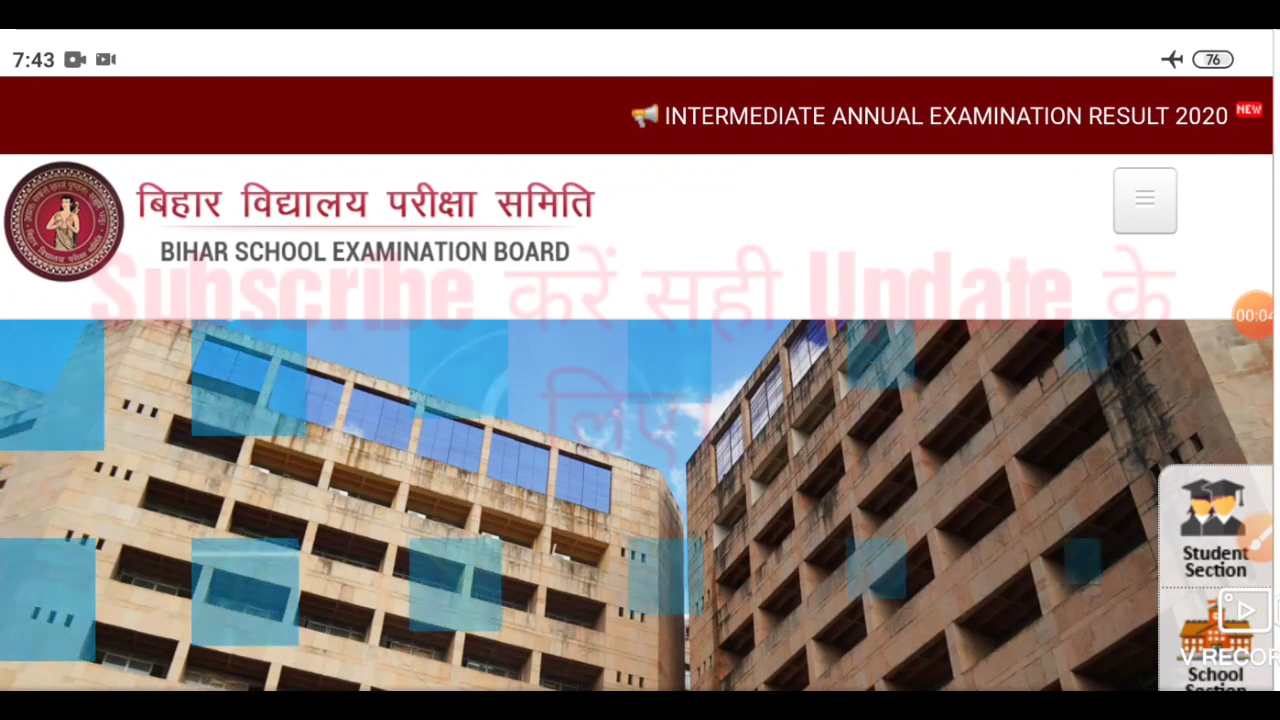 7:43
76
INTERMEDIATE ANNUAL EXAMINATION RESULT 2020 NEW
बिहार विद्यालय परीक्षा समिति
BIHAR SCHOOL EXAMINATION BOARD
Subscribe करें सही Update के
लिए
00:04
Student
Section
V RECOR
School
Section